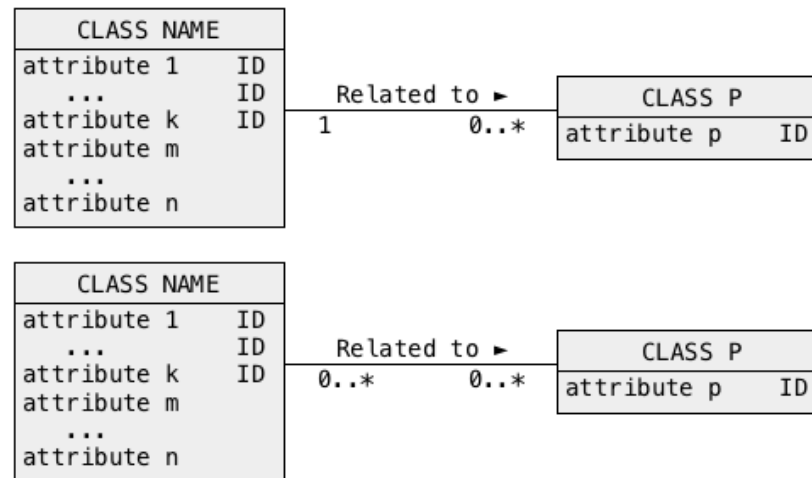 CLASS NAME
attribute 1 ID
... ID
attribute k ID
attribute m
...
attribute n
Related to ►
1 0..*
CLASS P
attribute p ID
CLASS NAME
attribute 1 ID
... ID
attribute k ID
attribute m
...
attribute n
Related to ►
0..* 0..*
CLASS P
attribute p ID